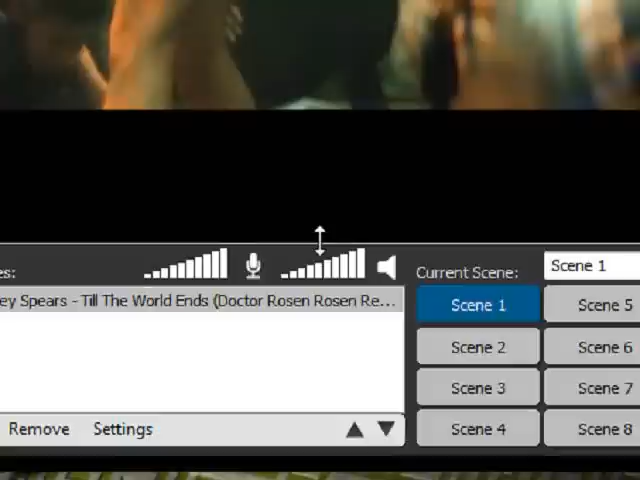 es:
Current Scene:
Scene 1
ey Spears - Till The World Ends (Doctor Rosen Rosen Re...
Scene 1
Scene 5
Scene 2
Scene 6
Scene 3
Scene 7
Remove
Settings
Scene 4
Scene 8